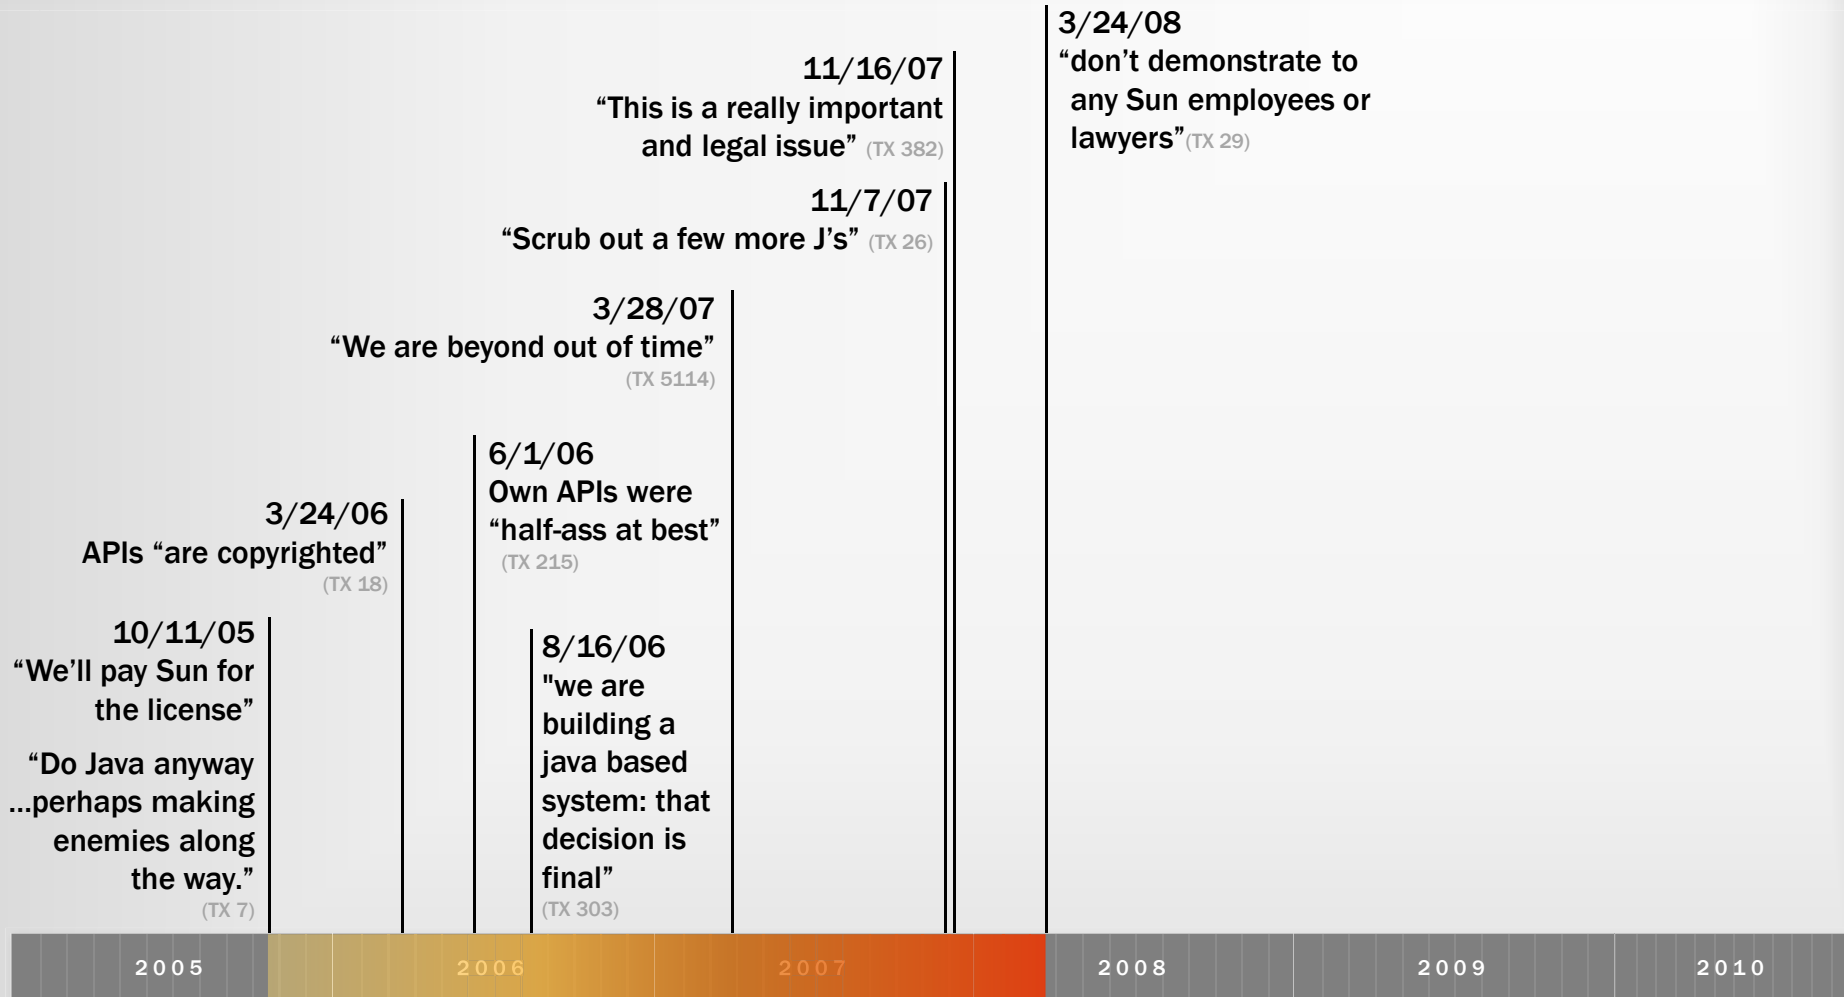 10/11/05
“We’ll pay Sun for
the license”
“Do Java anyway
...perhaps making
enemies along
the way.”
(TX 7)
3/24/06
APIs “are copyrighted”
(TX 18)
6/1/06
Own APIs were
“half-ass at best”
(TX 215)
8/16/06
"we are
building a
java based
system: that
decision is
final”
(TX 303)
3/28/07
“We are beyond out of time”
(TX 5114)
11/7/07
“Scrub out a few more J’s” (TX 26)
11/16/07
“This is a really important
and legal issue” (TX 382)
3/24/08
“don’t demonstrate to
any Sun employees or
lawyers”(TX 29)
2005 2006 2007 2008 2009 2010